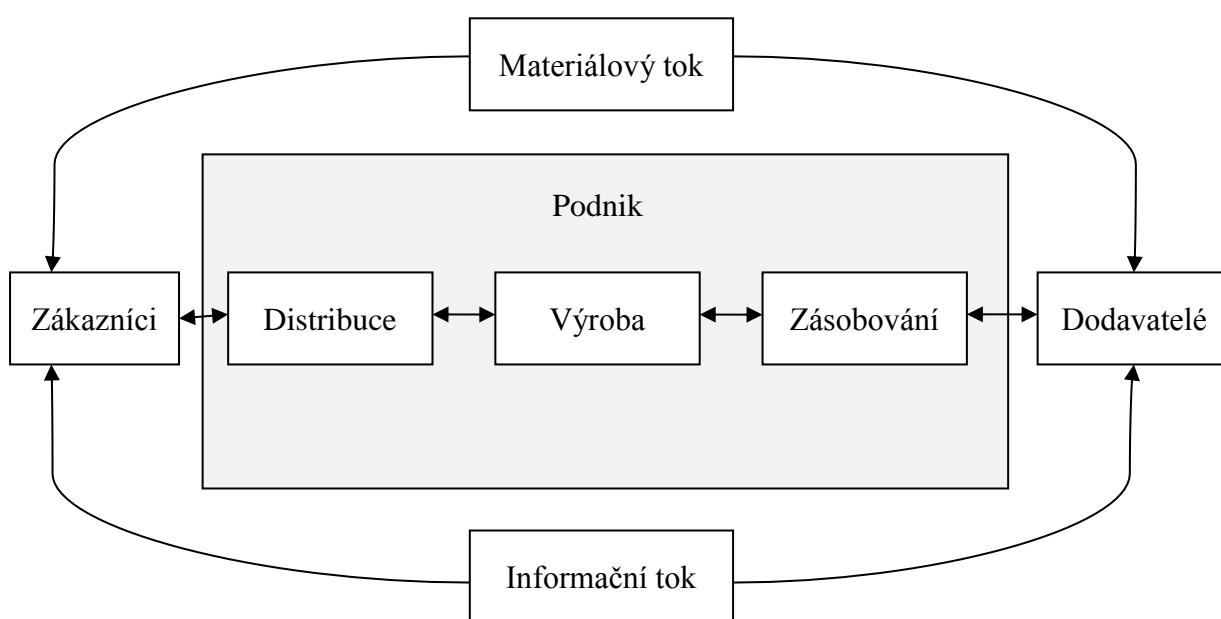 Materiálový tok
Podnik
Zákazníci
Distribuce
Výroba
Zásobování
Dodavatelé
Informační tok